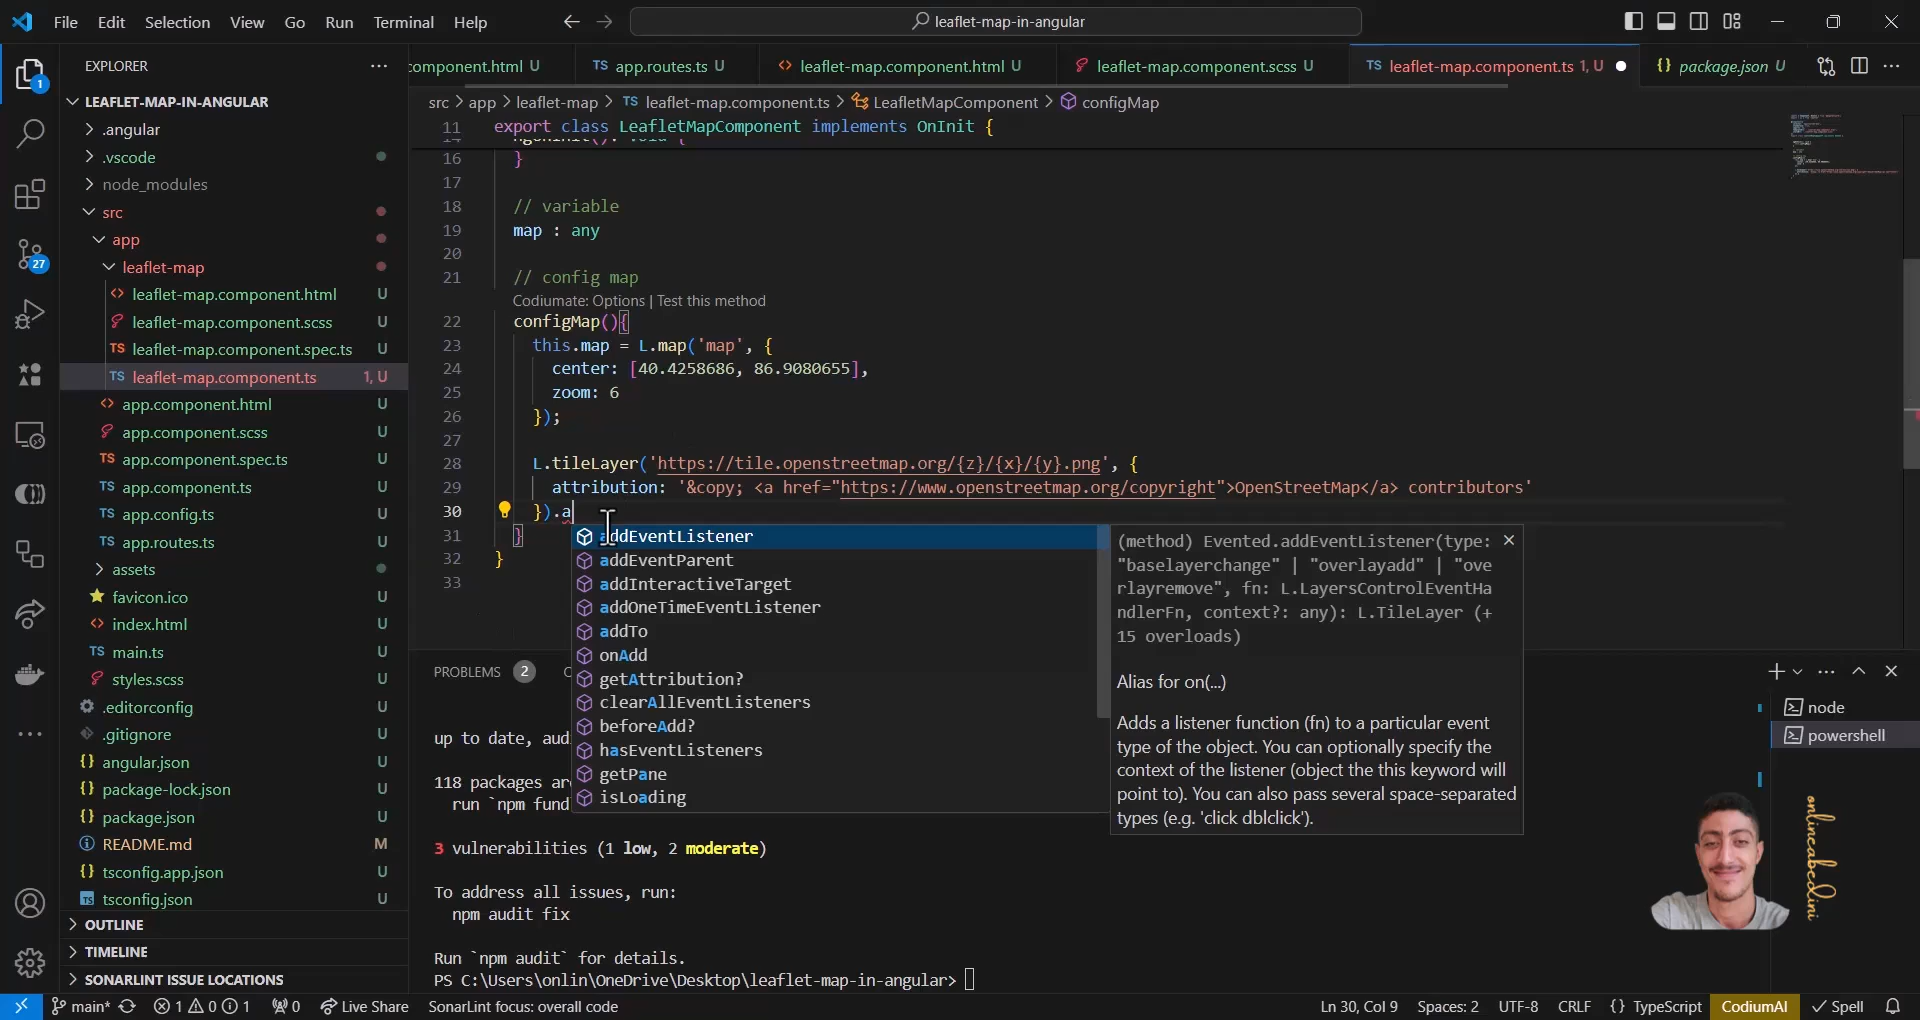 File Edit Selection View Go Run Terminal Help
leaflet-map-in-angular
EXPLORER
component.html U
TS app.routes.ts U
leaflet-map.component.html U
leaflet-map.component.scss U
TS leaflet-map.component.ts 1, U
package.json U
src > app > leaflet-map > TS leaflet-map.component.ts > LeafletMapComponent > configMap
1
27
LEAFLET-MAP-IN-ANGULAR
.angular
.vscode
node_modules
src
app
leaflet-map
leaflet-map.component.html U
leaflet-map.component.scss U
TS leaflet-map.component.spec.ts U
TS leaflet-map.component.ts 1, U
app.component.html U
app.component.scss U
TS app.component.spec.ts U
TS app.component.ts U
TS app.config.ts U
TS app.routes.ts U
assets
favicon.ico U
index.html U
TS main.ts U
styles.scss U
.editorconfig U
.gitignore U
angular.json U
package-lock.json U
package.json U
README.md M
tsconfig.app.json U
tsconfig.json U
OUTLINE
TIMELINE
SONARLINT ISSUE LOCATIONS
11 export class LeafletMapComponent implements OnInit {
16 }
17
18 // variable
19 map : any
20
21 // config map
Codiumate: Options | Test this method
22 configMap(){
23 this.map = L.map('map', {
24 center: [40.4258686, 86.9080655],
25 zoom: 6
26 });
27
28 L.tileLayer('https://tile.openstreetmap.org/{z}/{x}/{y}.png', {
29 attribution: '&copy; <a href="https://www.openstreetmap.org/copyright">OpenStreetMap</a> contributors'
30 }).a
31 }
32 }
33
addEventListener
addEventParent
addInteractiveTarget
addOneTimeEventListener
addTo
onAdd
getAttribution?
clearAllEventListeners
beforeAdd?
hasEventListeners
getPane
isLoading
(method) Evented.addEventListener(type:
"baselayerchange" | "overlayadd" | "ove
rlayremove", fn: L.LayersControlEventHa
ndlerFn, context?: any): L.TileLayer (+
15 overloads)
Alias for on(...)
Adds a listener function (fn) to a particular event
type of the object. You can optionally specify the
context of the listener (object the this keyword will
point to). You can also pass several space-separated
types (e.g. 'click dblclick').
PROBLEMS 2
node
powershell
up to date, aud
118 packages ar
run `npm fund
3 vulnerabilities (1 low, 2 moderate)
To address all issues, run:
npm audit fix
Run `npm audit` for details.
PS C:\Users\onlin\OneDrive\Desktop\leaflet-map-in-angular>
onlineabedini
main* 1 0 1 0 Live Share SonarLint focus: overall code Ln 30, Col 9 Spaces: 2 UTF-8 CRLF {} TypeScript CodiumAI Spell